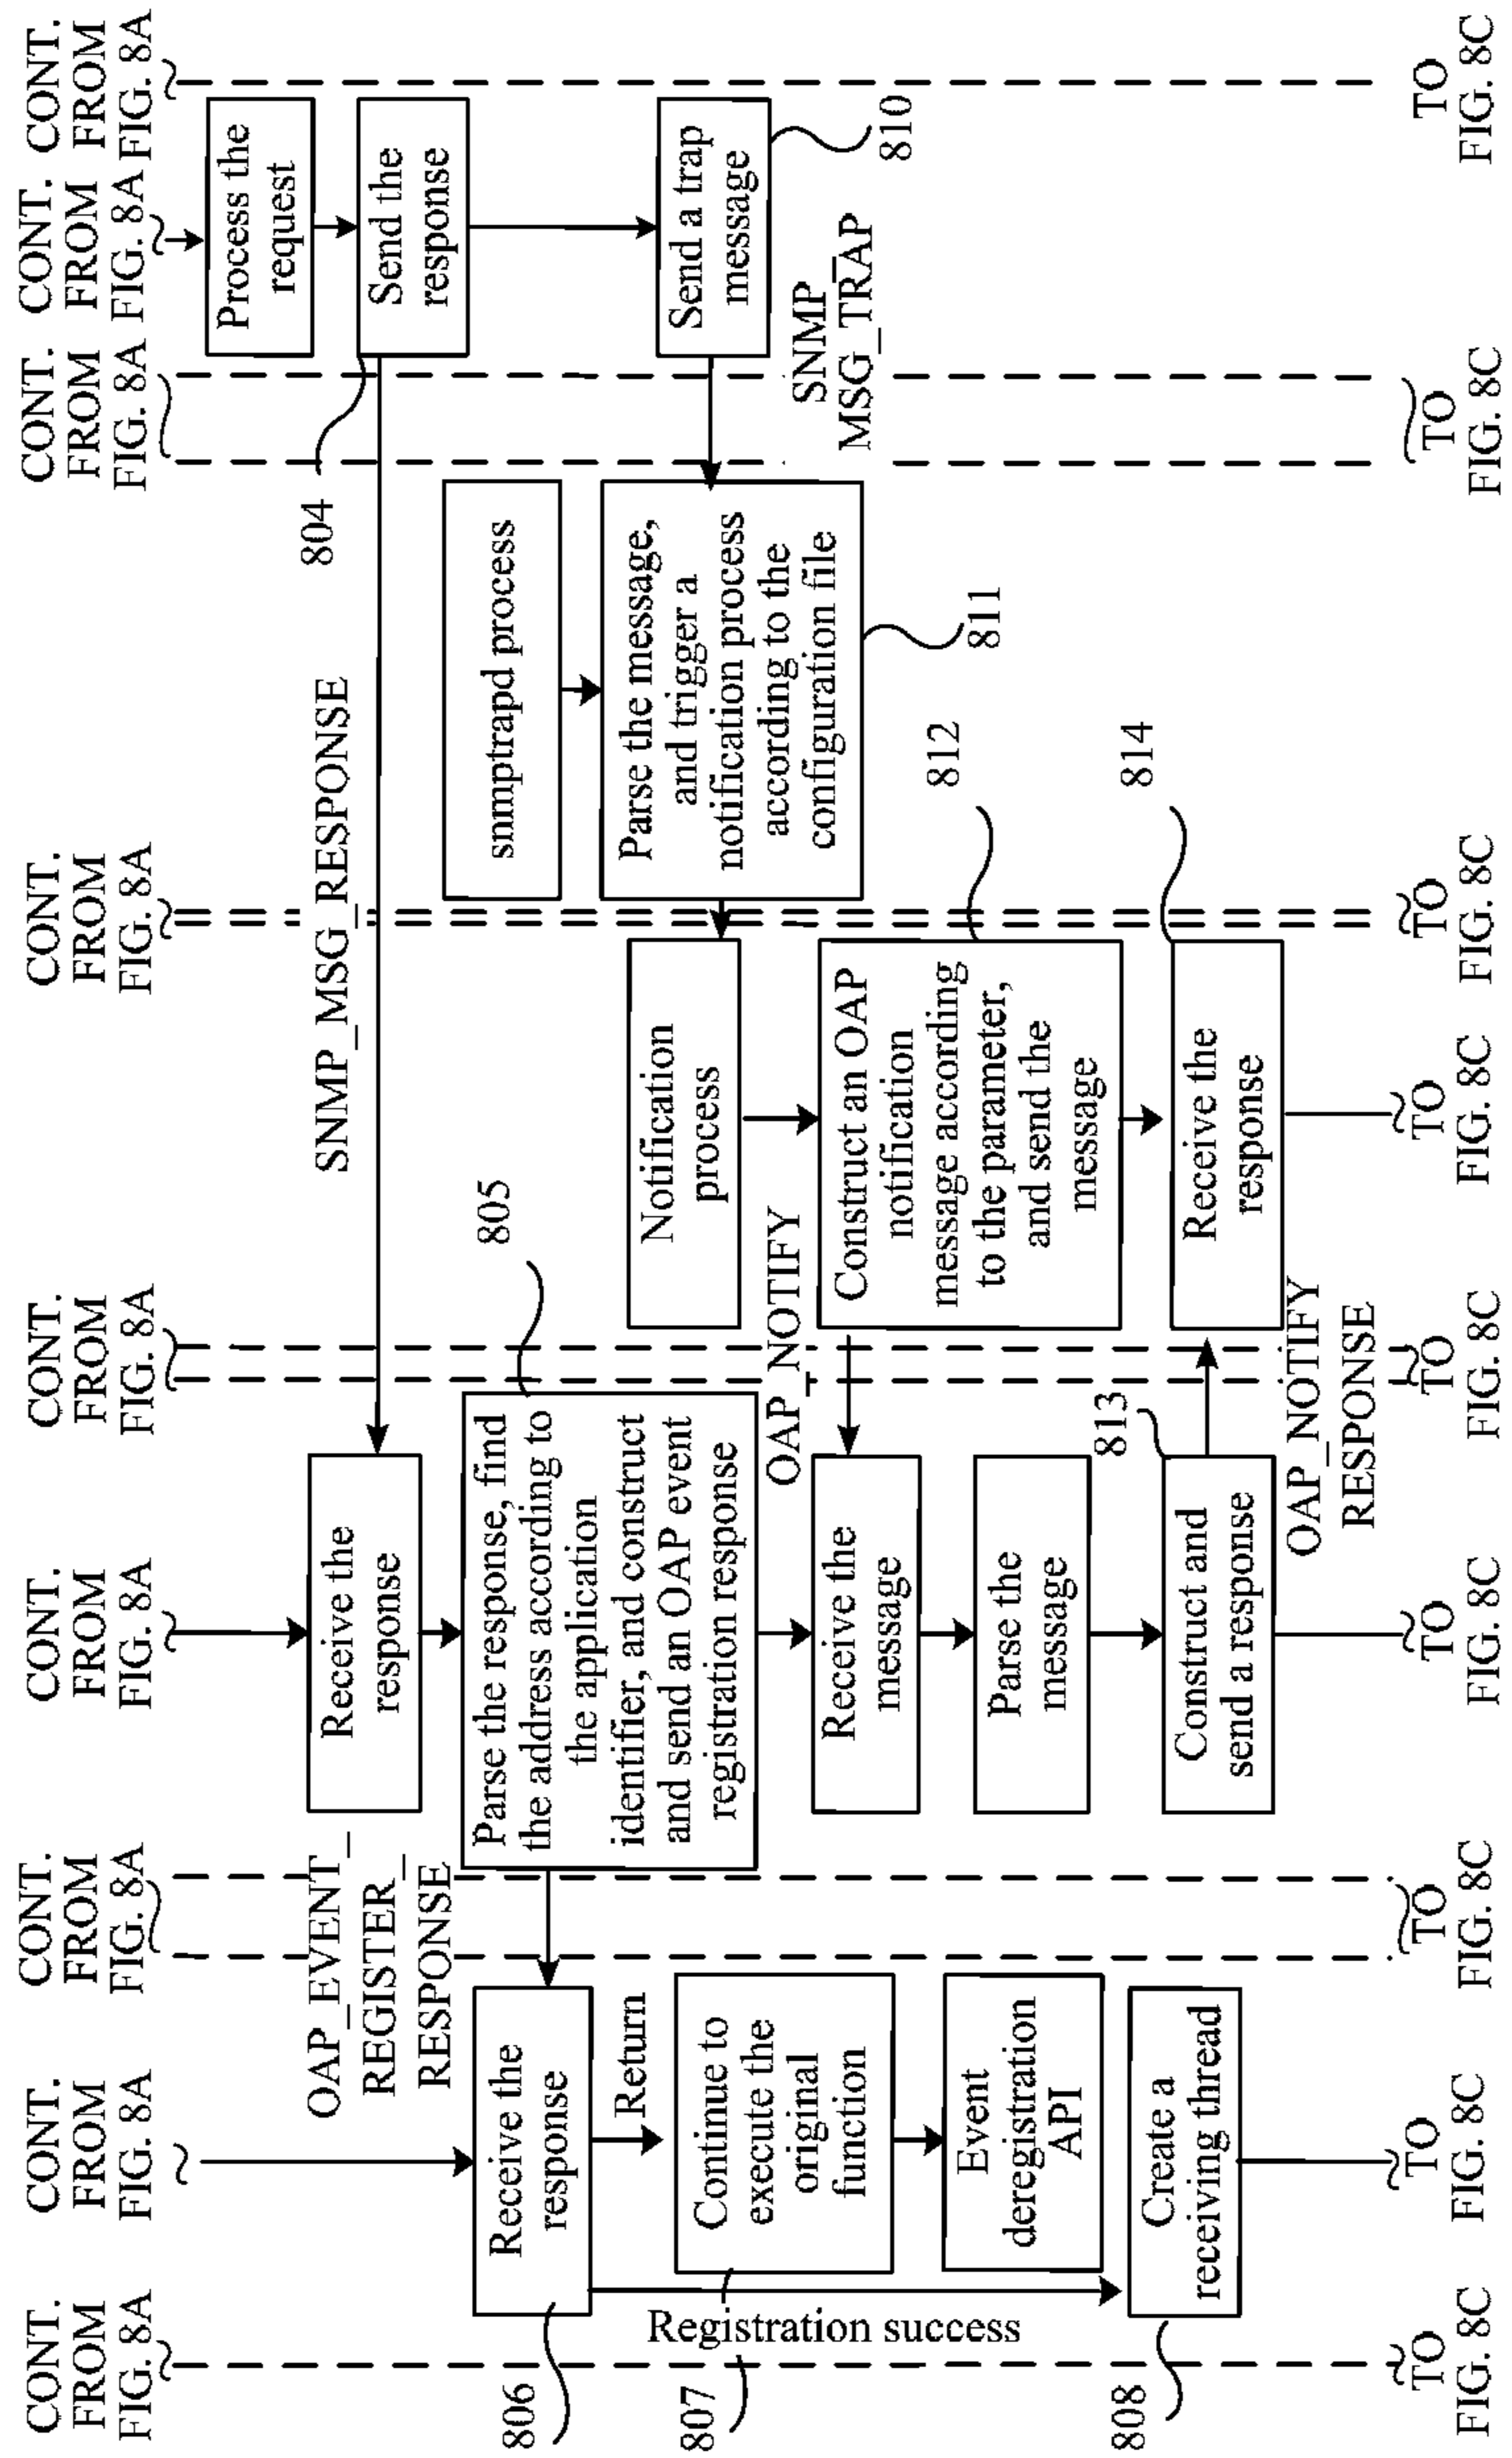 CONT.
FROM
FIG. 8A
CONT.
FROM
FIG. 8A
CONT.
FROM
FIG. 8A
CONT.
FROM
FIG. 8A
CONT.
FROM
FIG. 8A
CONT.
FROM
FIG. 8A
CONT.
FROM
FIG. 8A
CONT.
FROM
FIG. 8A
CONT.
FROM
FIG. 8A
Process the
request
Send the
response
804
SNMP_MSG_RESPONSE
Receive the
response
OAP_EVENT_
REGISTER_
RESPONSE
805
Parse the response, find
the address according to
the application
identifier, and construct
and send an OAP event
registration response
Receive the
response
806
Return
Continue to
execute the
original
function
807
Registration success
Event
deregistration
API
Create a
receiving thread
808
Send a trap
message
810
SNMP_
MSG_TRAP
snmptrapd process
Parse the message,
and trigger a
notification process
according to the
configuration file
811
Notification
process
Construct an OAP
notification
message according
to the parameter,
and send the
message
812
OAP_NOTIFY
Receive the
message
Parse the
message
Construct and
send a response
813
OAP_NOTIFY_
RESPONSE
Receive the
response
814
TO
FIG. 8C
TO
FIG. 8C
TO
FIG. 8C
TO
FIG. 8C
TO
FIG. 8C
TO
FIG. 8C
TO
FIG. 8C
TO
FIG. 8C
TO
FIG. 8C